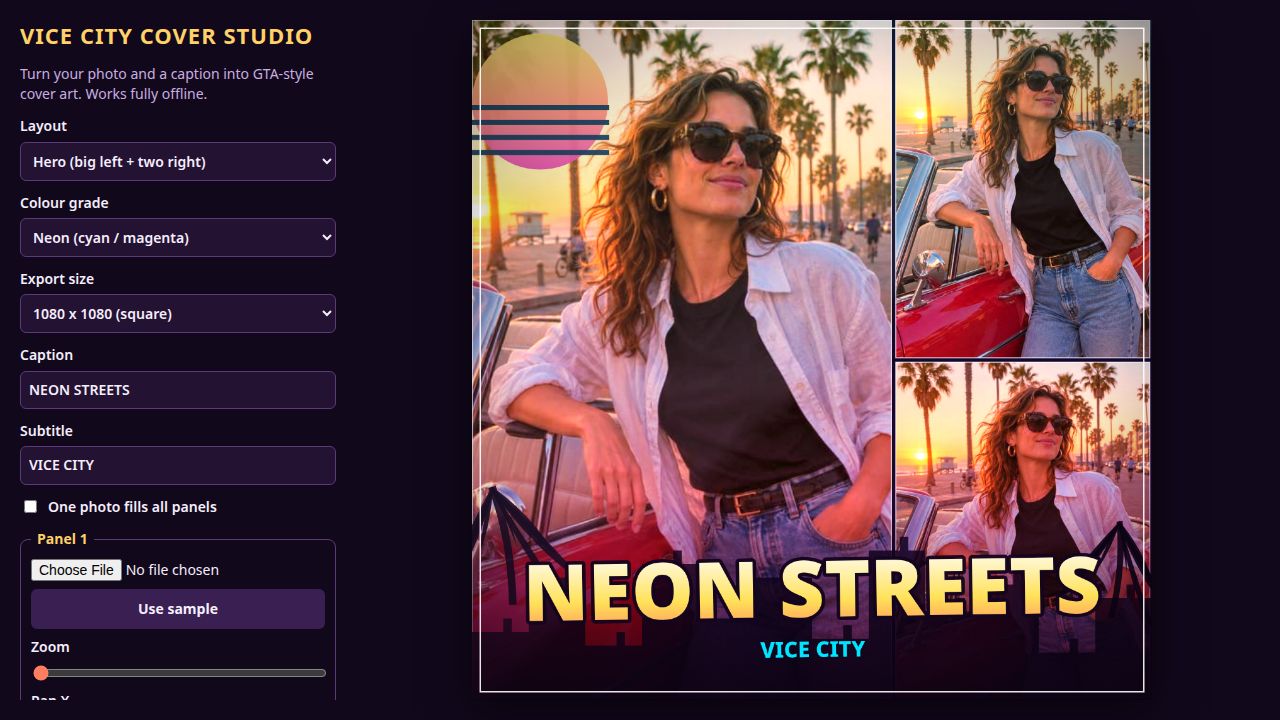 VICE CITY COVER STUDIO
Turn your photo and a caption into GTA-style
cover art. Works fully offline.
Layout
Hero (big left + two right)
Colour grade
Neon (cyan / magenta)
Export size
1080 x 1080 (square)
Caption
NEON STREETS
Subtitle
VICE CITY
One photo fills all panels
Panel 1
Choose File No file chosen
Use sample
Zoom
Pan X
NEON STREETS
VICE CITY